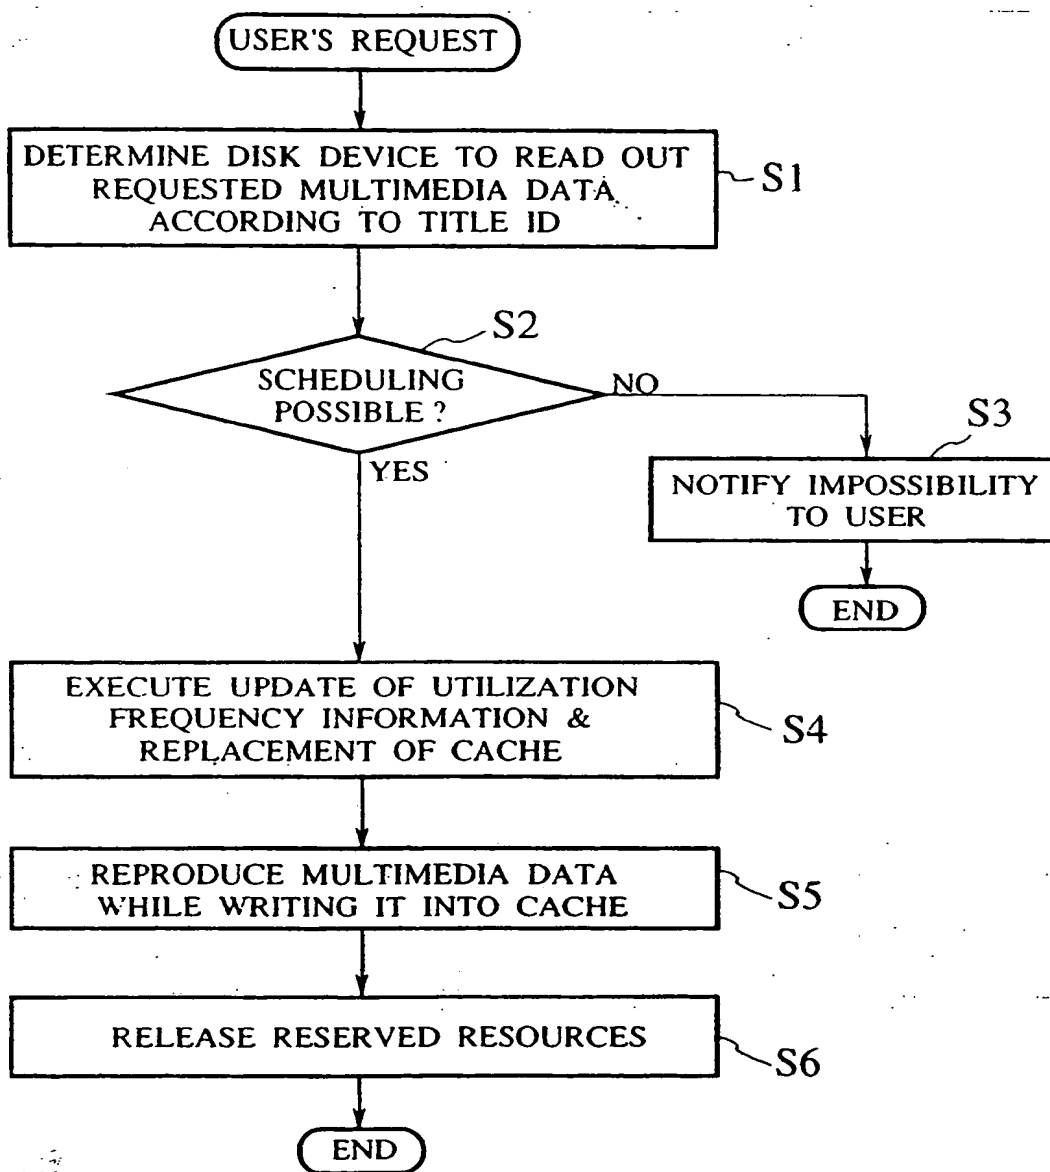 USER'S REQUEST
DETERMINE DISK DEVICE TO READ OUT
REQUESTED MULTIMEDIA DATA
ACCORDING TO TITLE ID
S1
S2
SCHEDULING
POSSIBLE ?
NO
YES
S3
NOTIFY IMPOSSIBILITY
TO USER
END
EXECUTE UPDATE OF UTILIZATION
FREQUENCY INFORMATION &
REPLACEMENT OF CACHE
S4
REPRODUCE MULTIMEDIA DATA
WHILE WRITING IT INTO CACHE
S5
RELEASE RESERVED RESOURCES
S6
END